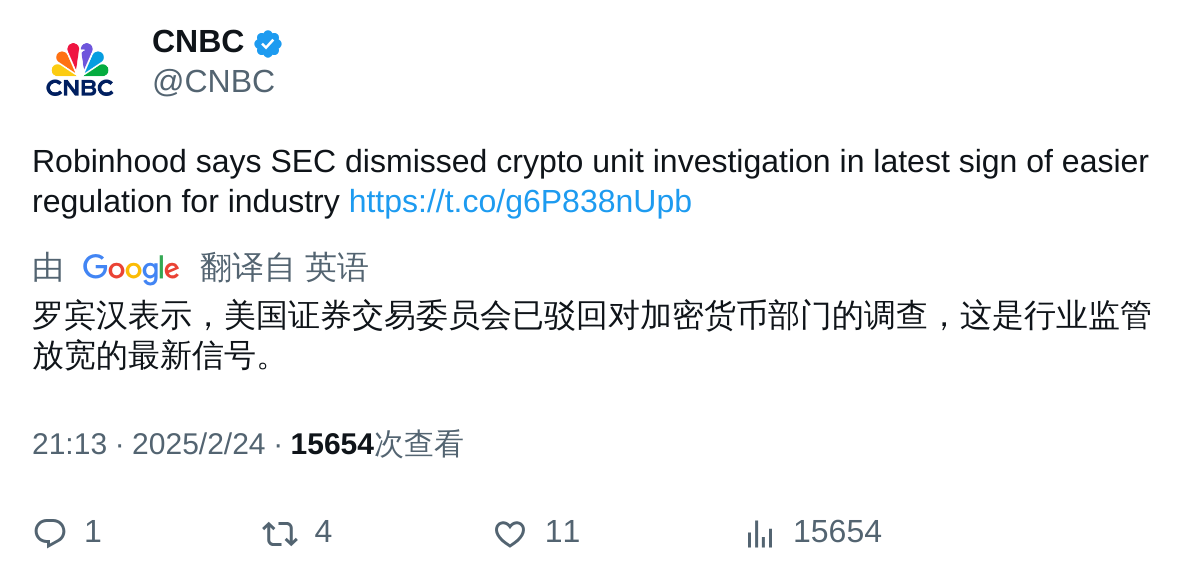 CNBC
CNBC
@CNBC
Robinhood says SEC dismissed crypto unit investigation in latest sign of easier
regulation for industry https://t.co/g6P838nUpb
由 Google 翻译自 英语
罗宾汉表示，美国证券交易委员会已驳回对加密货币部门的调查，这是行业监管
放宽的最新信号。
21:13 · 2025/2/24 · 15654次查看
1 4 11 15654